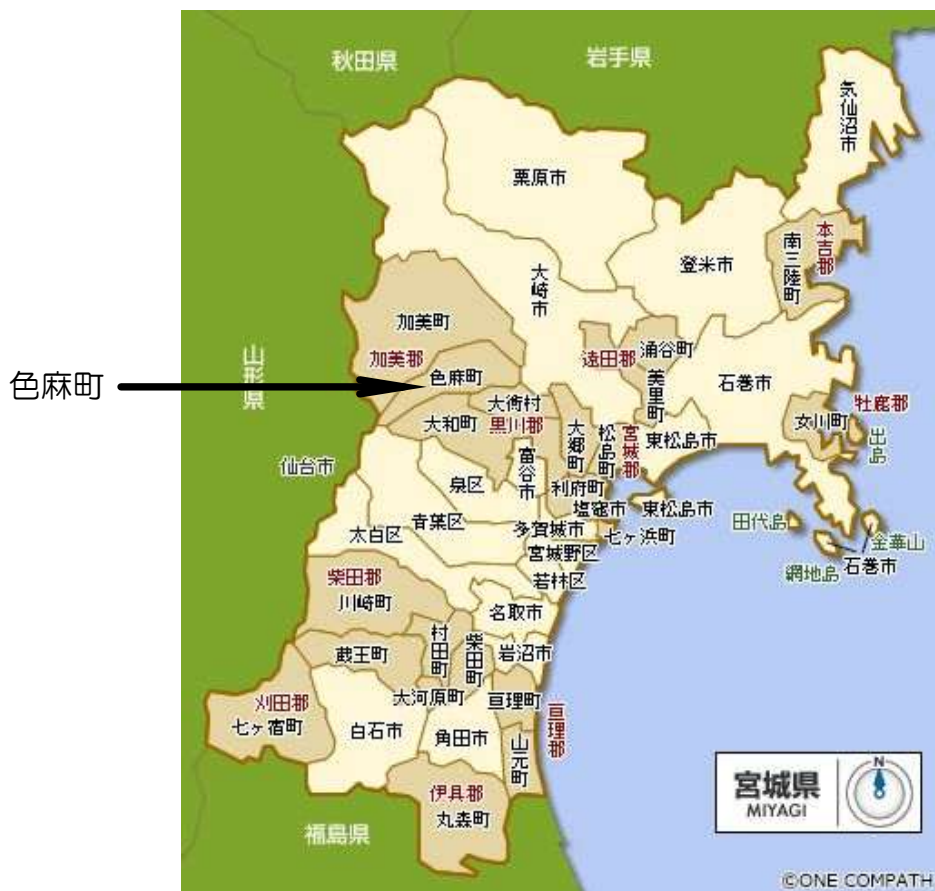 秋田県
岩手県
気仙沼市
栗原市
本吉郡
南三陸町
登米市
大崎市
加美町
加美郡
遠田郡
涌谷町
美里町
石巻市
山形県
色麻町
色麻町
大衡村
大和町
黒川郡
大郷町
松島町
宮城郡
東松島市
女川町
牡鹿郡
出島
仙台市
泉区
富谷市
利府町
塩竈市
東松島市
田代島
青葉区
太白区
多賀城市
七ヶ浜町
宮城野区
金華山
石巻市
網地島
若林区
柴田郡
川崎町
名取市
村田町
柴田町
岩沼市
蔵王町
大河原町
亘理町
亘理郡
刈田郡
七ヶ宿町
白石市
角田市
山元町
伊具郡
丸森町
福島県
宮城県
MIYAGI
N
©ONE COMPATH